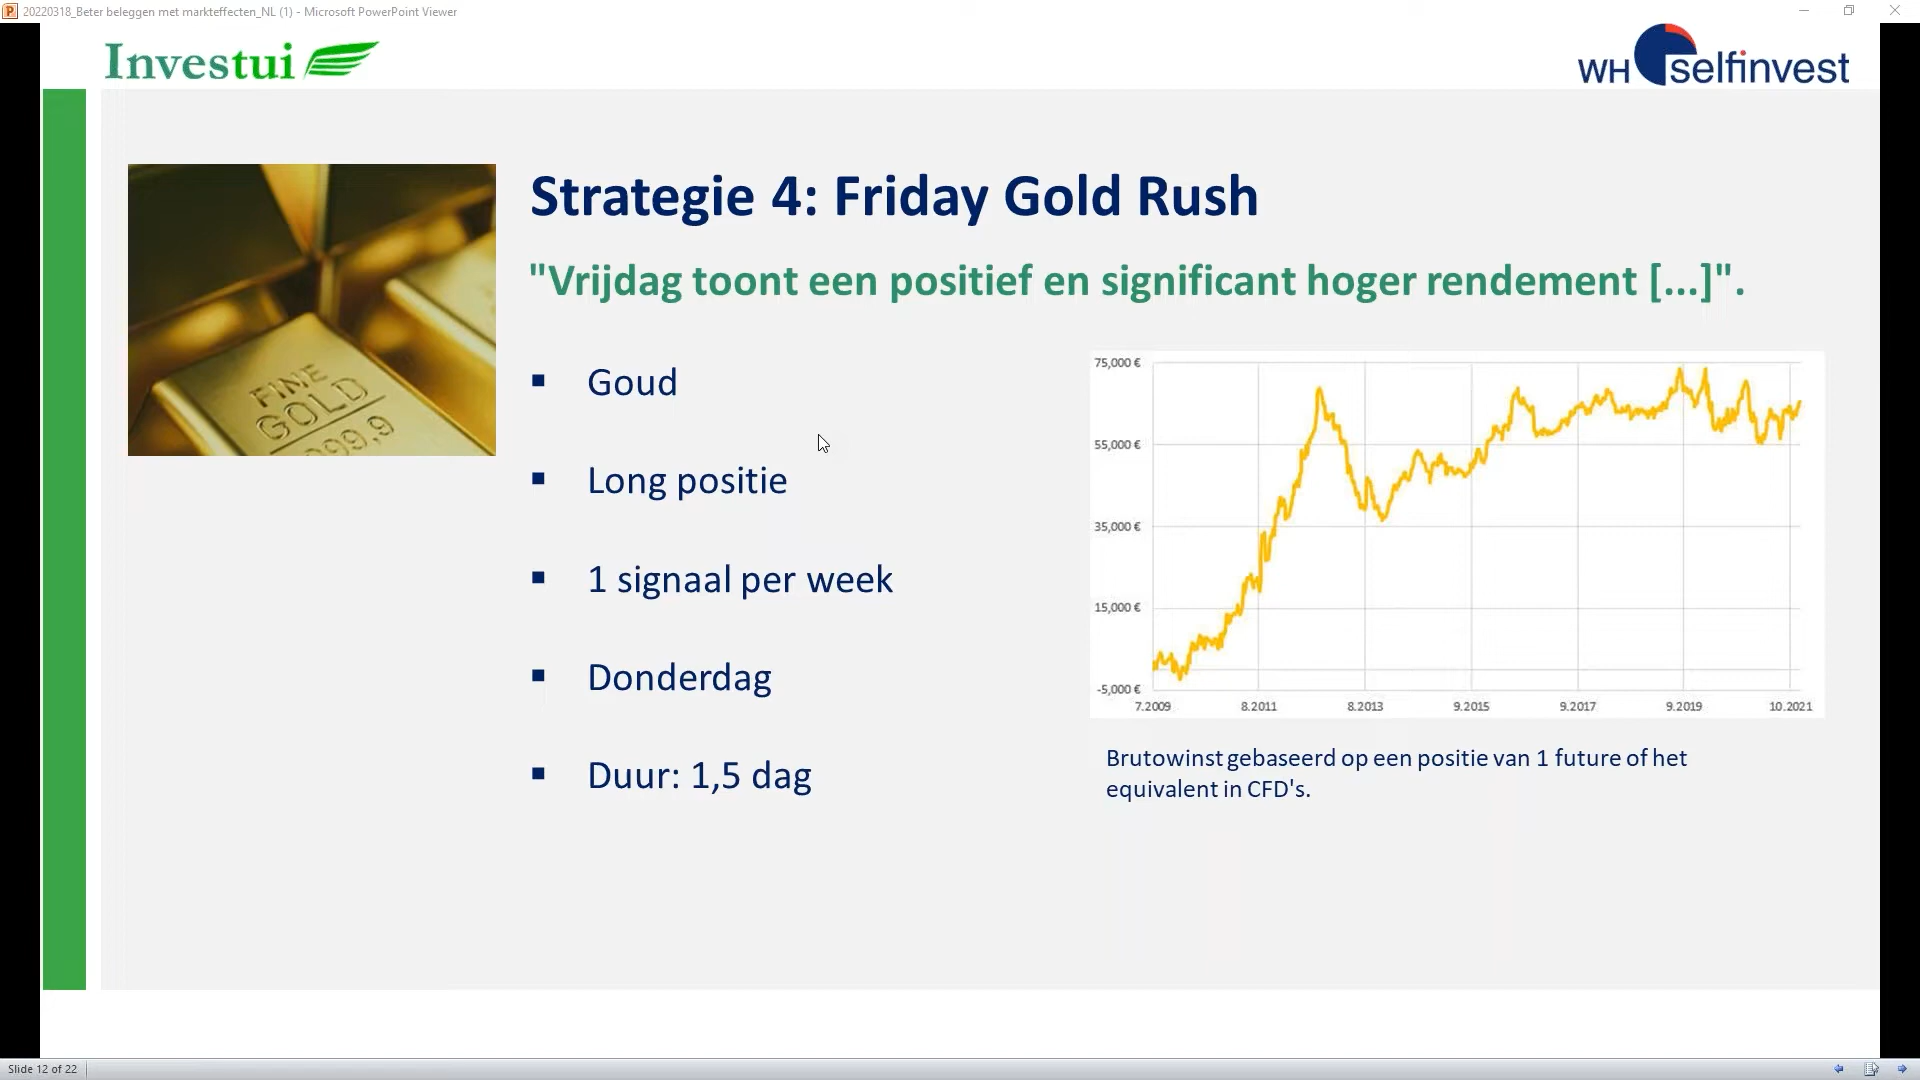 20220318_Beter beleggen met markteffecten_NL (1) - Microsoft PowerPoint Viewer
Investui
WH selfinvest
Strategie 4: Friday Gold Rush
"Vrijdag toont een positief en significant hoger rendement [...]".
FINE
GOLD
999,9
Goud
Long positie
1 signaal per week
Donderdag
Duur: 1,5 dag
75,000 €
55,000 €
35,000 €
15,000 €
-5,000 €
7.2009 8.2011 8.2013 9.2015 9.2017 9.2019 10.2021
Brutowinst gebaseerd op een positie van 1 future of het
equivalent in CFD's.
Slide 12 of 22